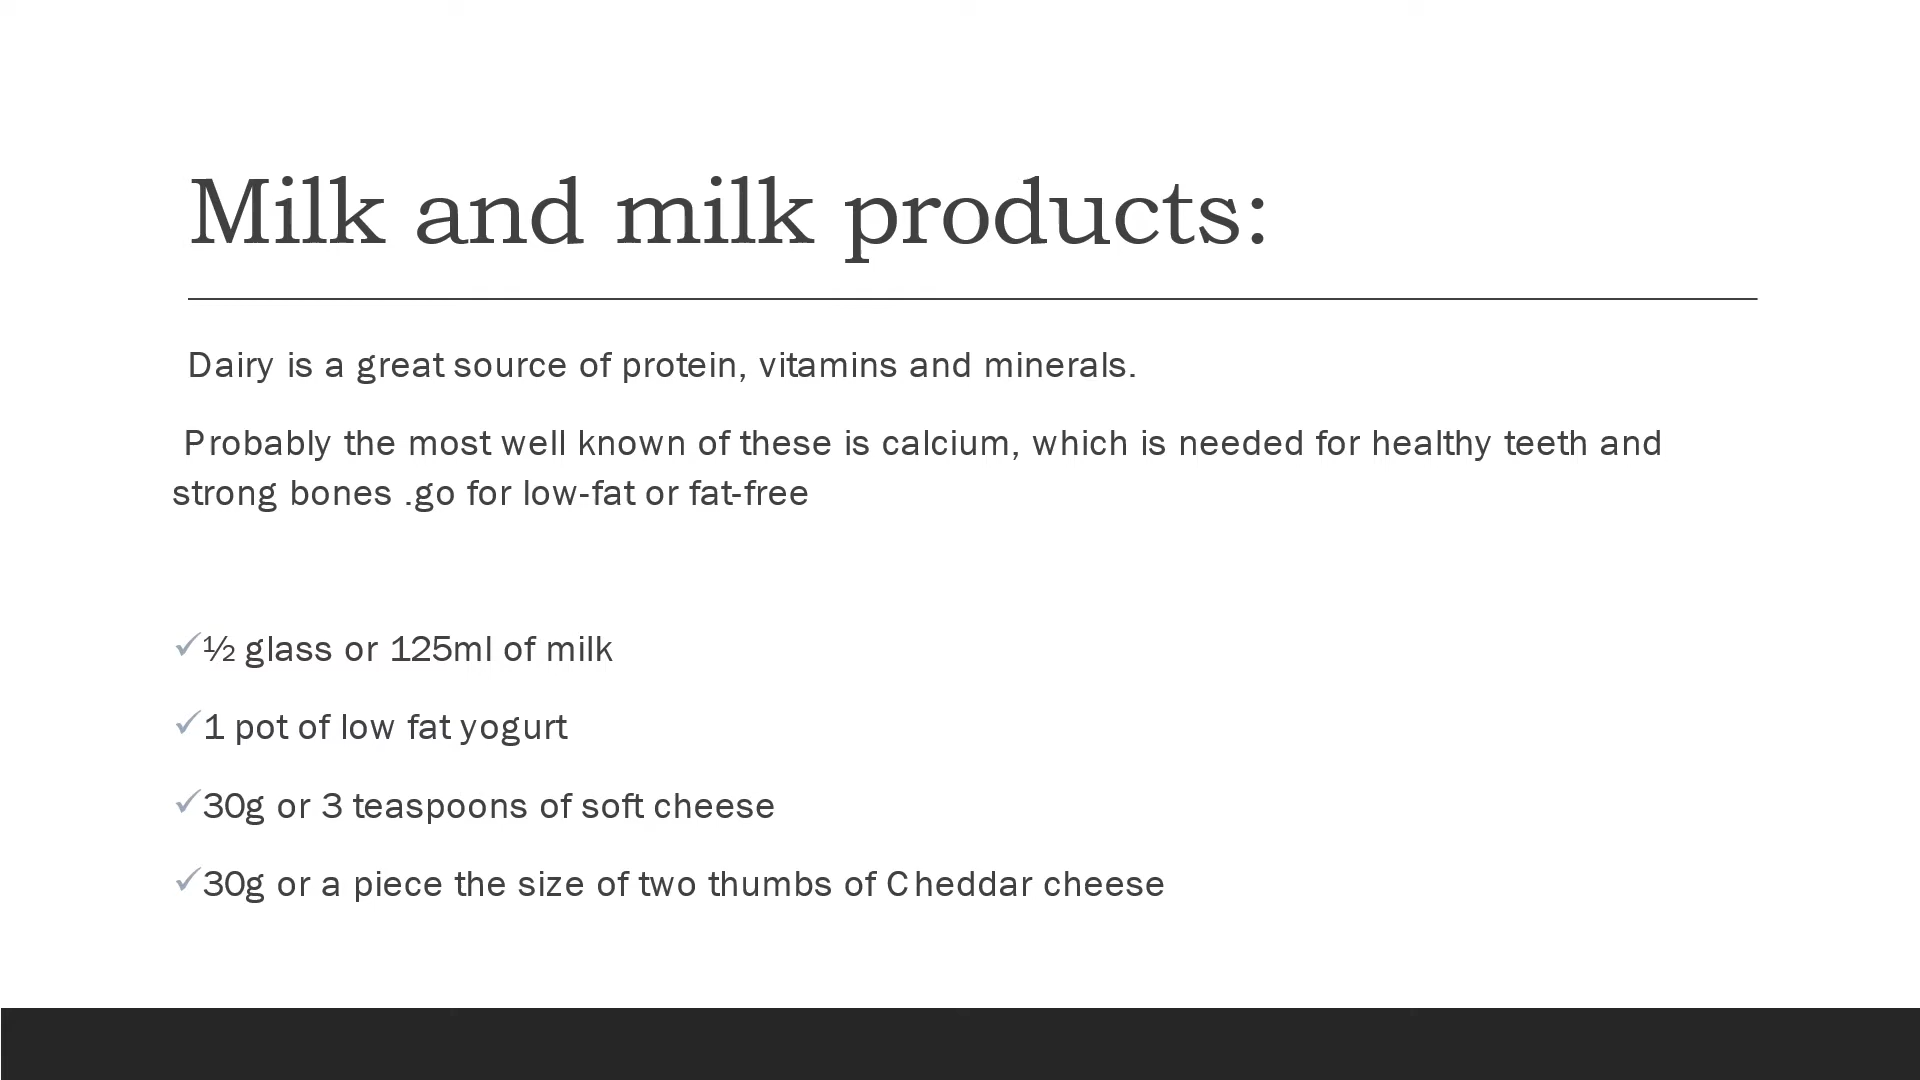 Milk and milk products:
Dairy is a great source of protein, vitamins and minerals.
Probably the most well known of these is calcium, which is needed for healthy teeth and
strong bones .go for low-fat or fat-free
✓½ glass or 125ml of milk
✓1 pot of low fat yogurt
✓30g or 3 teaspoons of soft cheese
✓30g or a piece the size of two thumbs of Cheddar cheese